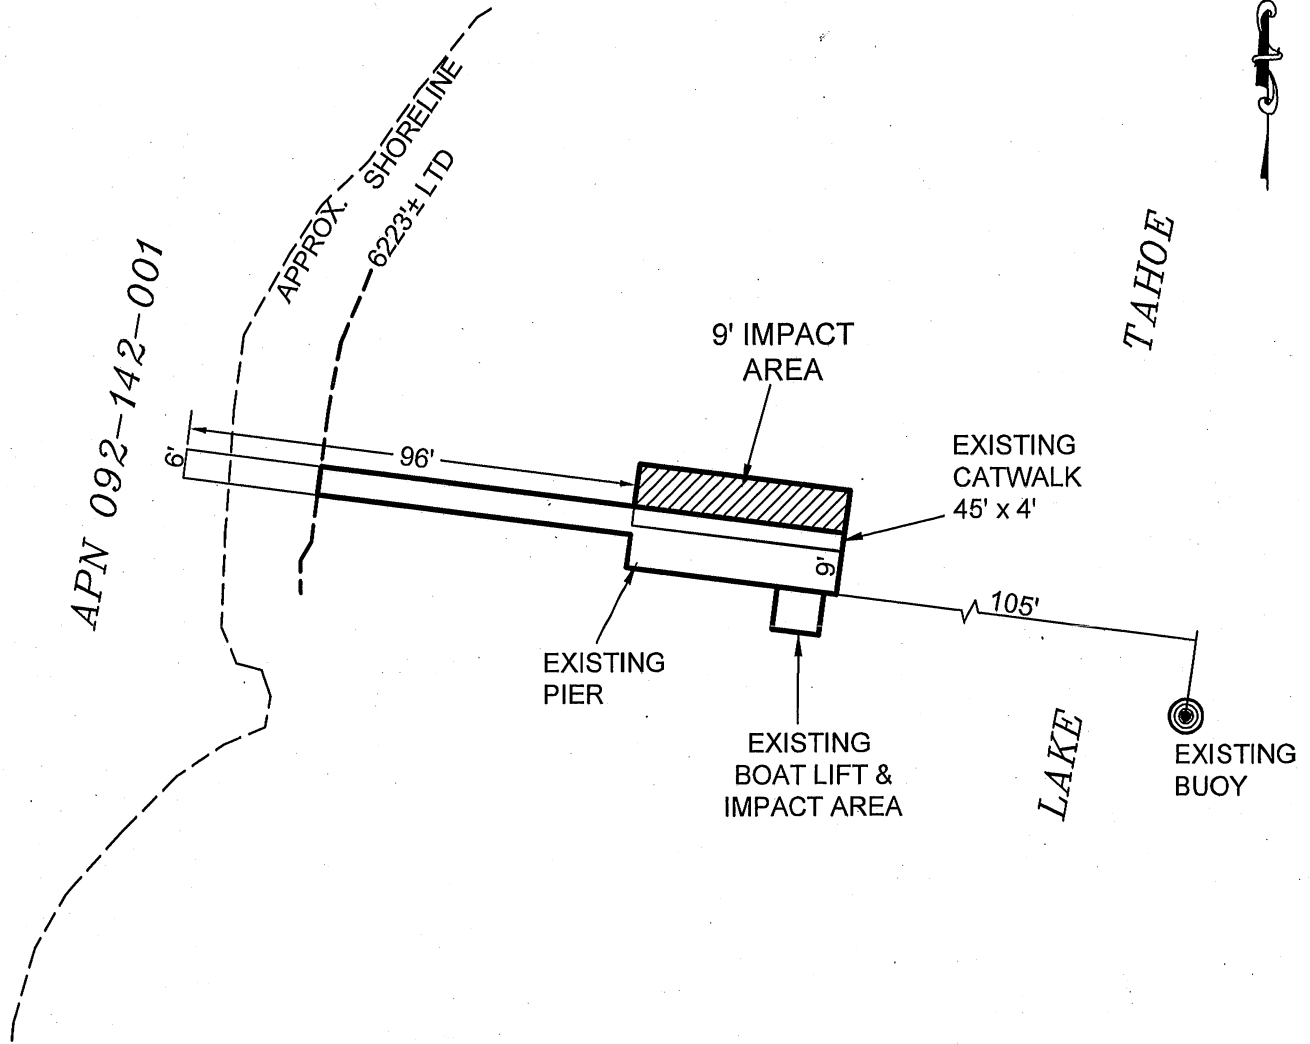 APPROX. SHORELINE
6223'± LTD
APN 092-142-001
TAHOE
9' IMPACT
AREA
6'
96'
EXISTING
CATWALK
45' x 4'
9'
105'
EXISTING
PIER
EXISTING
BOAT LIFT &
IMPACT AREA
LAKE
EXISTING
BUOY